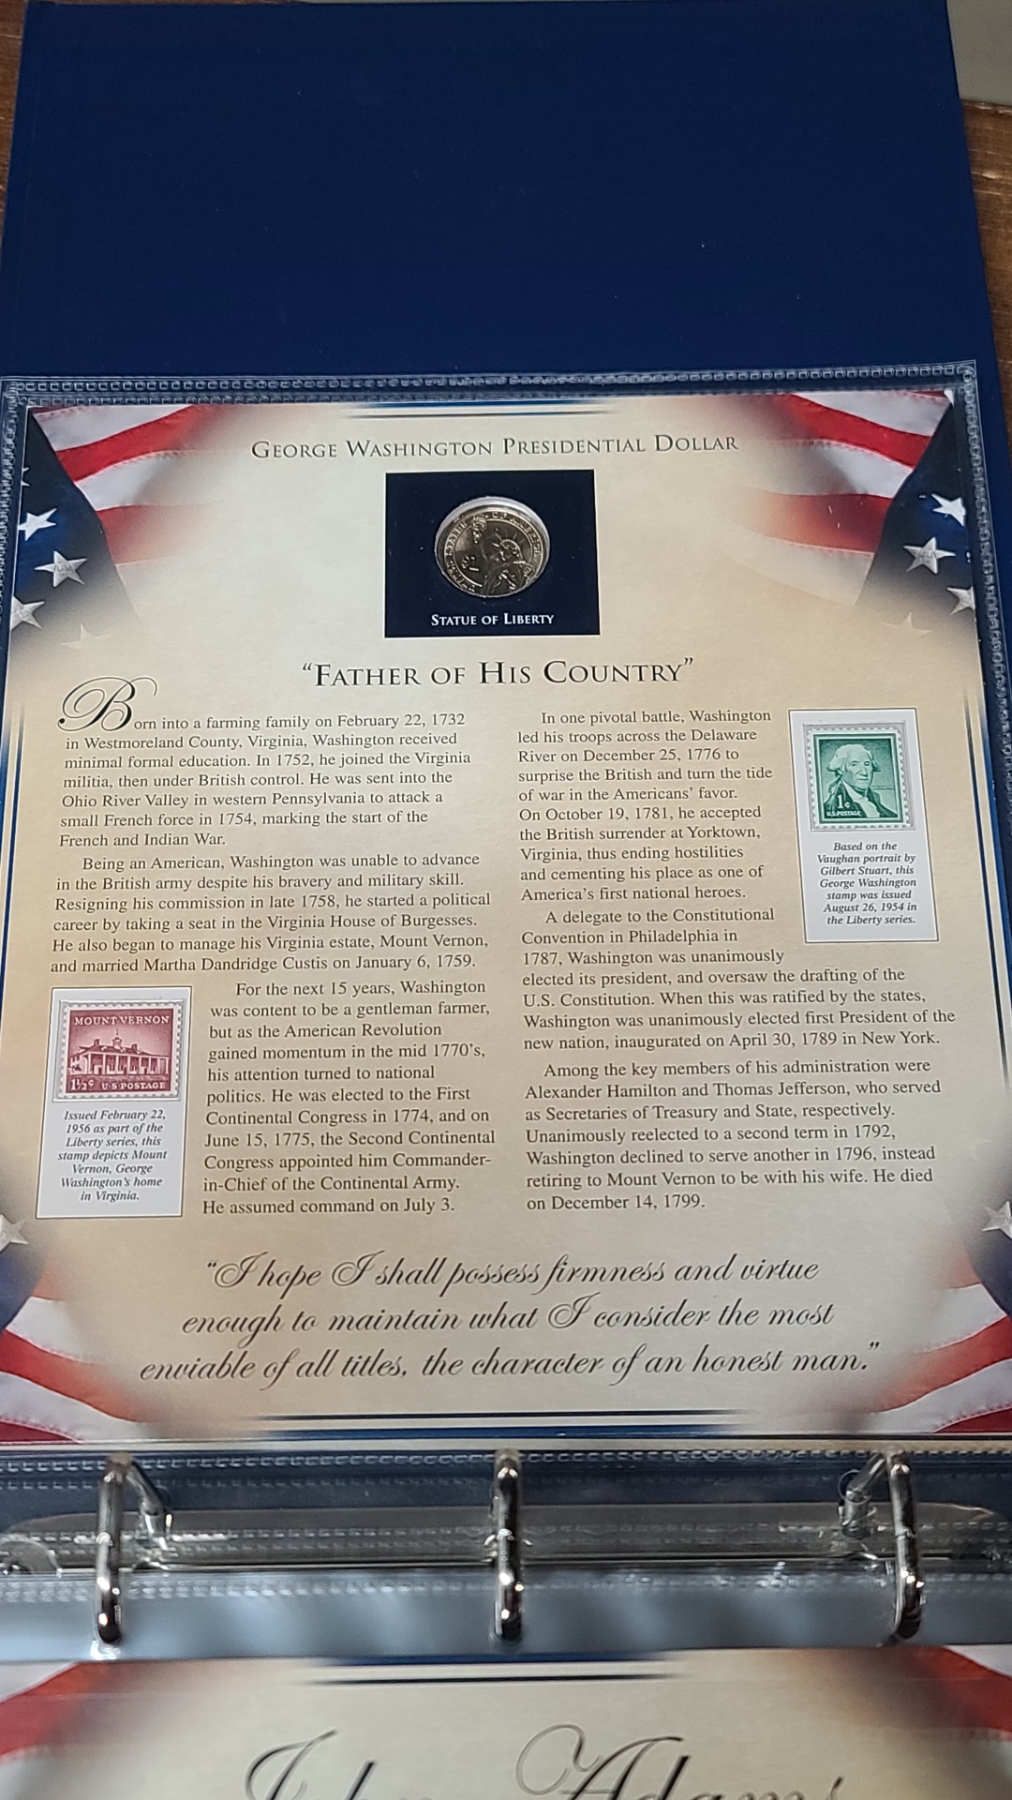 GEORGE WASHINGTON PRESIDENTIAL DOLLAR
STATUE OF LIBERTY
"FATHER OF HIS COUNTRY"
Born into a farming family on February 22, 1732
in Westmoreland County, Virginia, Washington received
minimal formal education. In 1752, he joined the Virginia
militia, then under British control. He was sent into the
Ohio River Valley in western Pennsylvania to attack a
small French force in 1754, marking the start of the
French and Indian War.
Being an American, Washington was unable to advance
in the British army despite his bravery and military skill.
Resigning his commission in late 1758, he started a political
career by taking a seat in the Virginia House of Burgesses.
He also began to manage his Virginia estate, Mount Vernon,
and married Martha Dandridge Custis on January 6, 1759.
For the next 15 years, Washington
was content to be a gentleman farmer,
but as the American Revolution
gained momentum in the mid 1770's,
his attention turned to national
politics. He was elected to the First
Continental Congress in 1774, and on
June 15, 1775, the Second Continental
Congress appointed him Commander-
in-Chief of the Continental Army.
He assumed command on July 3.
MOUNT VERNON
1½¢ U·S·POSTAGE
Issued February 22,
1956 as part of the
Liberty series, this
stamp depicts Mount
Vernon, George
Washington's home
in Virginia.
In one pivotal battle, Washington
led his troops across the Delaware
River on December 25, 1776 to
surprise the British and turn the tide
of war in the Americans' favor.
On October 19, 1781, he accepted
the British surrender at Yorktown,
Virginia, thus ending hostilities
and cementing his place as one of
America's first national heroes.
A delegate to the Constitutional
Convention in Philadelphia in
1787, Washington was unanimously
elected its president, and oversaw the drafting of the
U.S. Constitution. When this was ratified by the states,
Washington was unanimously elected first President of the
new nation, inaugurated on April 30, 1789 in New York.
Among the key members of his administration were
Alexander Hamilton and Thomas Jefferson, who served
as Secretaries of Treasury and State, respectively.
Unanimously reelected to a second term in 1792,
Washington declined to serve another in 1796, instead
retiring to Mount Vernon to be with his wife. He died
on December 14, 1799.
1¢
U.S.POSTAGE
Based on the
Vaughan portrait by
Gilbert Stuart, this
George Washington
stamp was issued
August 26, 1954 in
the Liberty series.
"I hope I shall possess firmness and virtue
enough to maintain what I consider the most
enviable of all titles, the character of an honest man."
John Adams